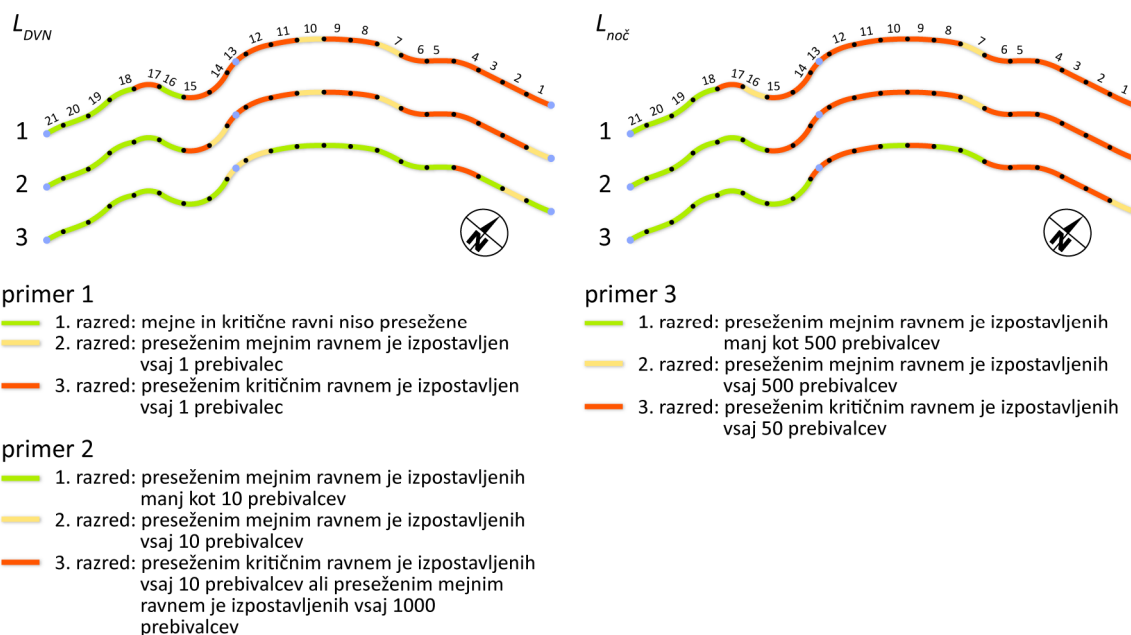 L_DVN
21 20 19 18 17 16 15 14 13 12 11 10 9 8 7 6 5 4 3 2 1
1
2
3
N
L_noč
21 20 19 18 17 16 15 14 13 12 11 10 9 8 7 6 5 4 3 2 1
1
2
3
N
primer 1
1. razred: mejne in kritične ravni niso presežene
2. razred: preseženim mejnim ravnem je izpostavljen
vsaj 1 prebivalec
3. razred: preseženim kritičnim ravnem je izpostavljen
vsaj 1 prebivalec
primer 2
1. razred: preseženim mejnim ravnem je izpostavljenih
manj kot 10 prebivalcev
2. razred: preseženim mejnim ravnem je izpostavljenih
vsaj 10 prebivalcev
3. razred: preseženim kritičnim ravnem je izpostavljenih
vsaj 10 prebivalcev ali preseženim mejnim
ravnem je izpostavljenih vsaj 1000
prebivalcev
primer 3
1. razred: preseženim mejnim ravnem je izpostavljenih
manj kot 500 prebivalcev
2. razred: preseženim mejnim ravnem je izpostavljenih
vsaj 500 prebivalcev
3. razred: preseženim kritičnim ravnem je izpostavljenih
vsaj 50 prebivalcev